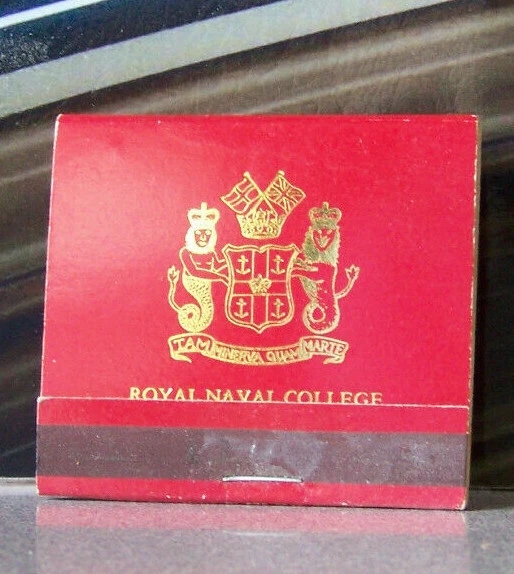 TAM MINERVA QUAM MARTE
ROYAL NAVAL COLLEGE